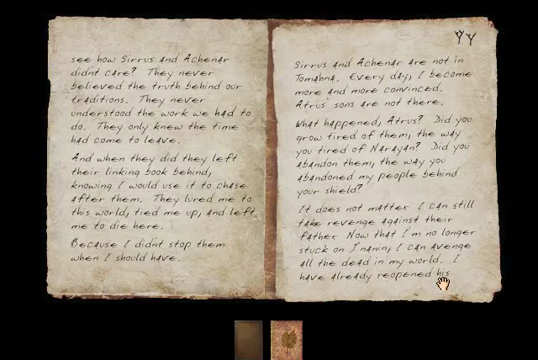 see how Sirrus and Achenar
didnt care? They never
believed the truth behind our
traditions. They never
understood the work we had to
do. They only knew the time
had come to leave.
And when they did they left
their linking book behind,
knowing I would use it to chase
after them. They lured me to
this world, tied me up, and left
me to die here.
Because I didnt stop them
when I should have.
Sirrus and Achenar are not in
Tomahna. Every day, I become
more and more convinced.
Atrus sons are not there.
What happened, Atrus? Did you
grow tired of them, the way
you tired of Narayan? Did you
abandon them, the way you
abandoned my people behind
your shield?
It does not matter. I can still
take revenge against their
father. Now that I'm no longer
stuck on J'nanin, I can avenge
all the dead in my world. I
have already reopened his